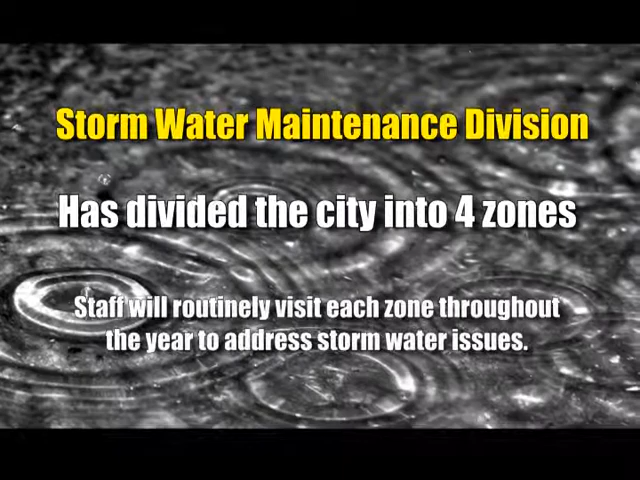 Storm Water Maintenance Division
Has divided the city into 4 zones
Staff will routinely visit each zone throughout
the year to address storm water issues.